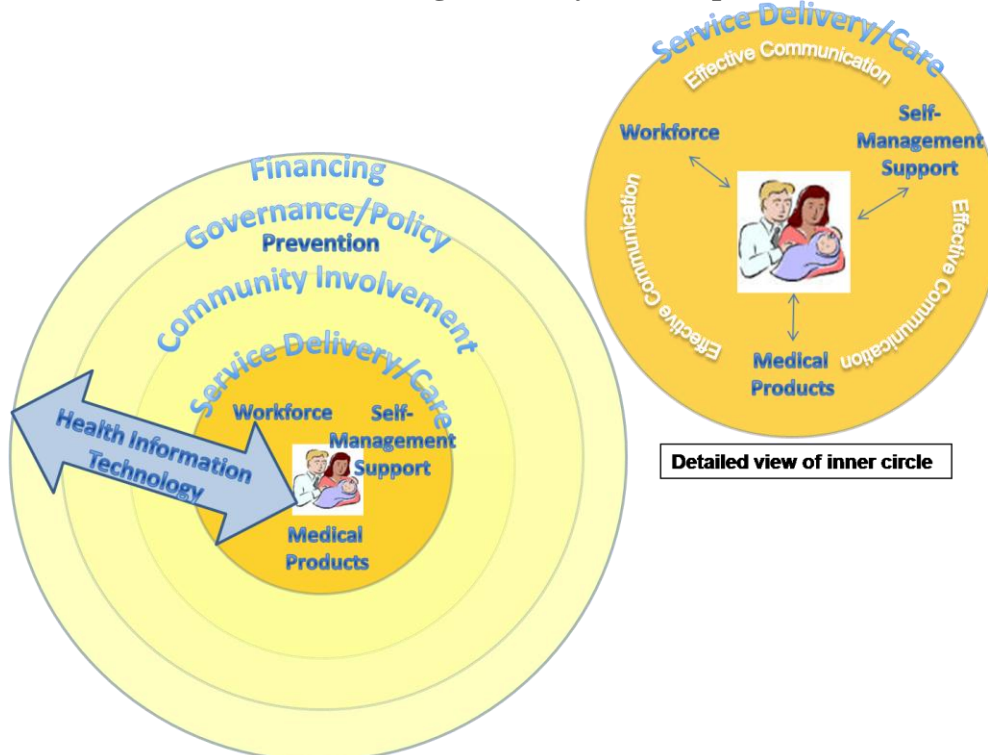 Financing
Governance/Policy
Prevention
Community Involvement
Service Delivery/Care
Workforce
Self-
Management
Support
Medical
Products
Health Information
Technology
Service Delivery/Care
Effective Communication
Workforce
Self-
Management
Support
Effective Communication
Effective Communication
Medical
Products
Detailed view of inner circle